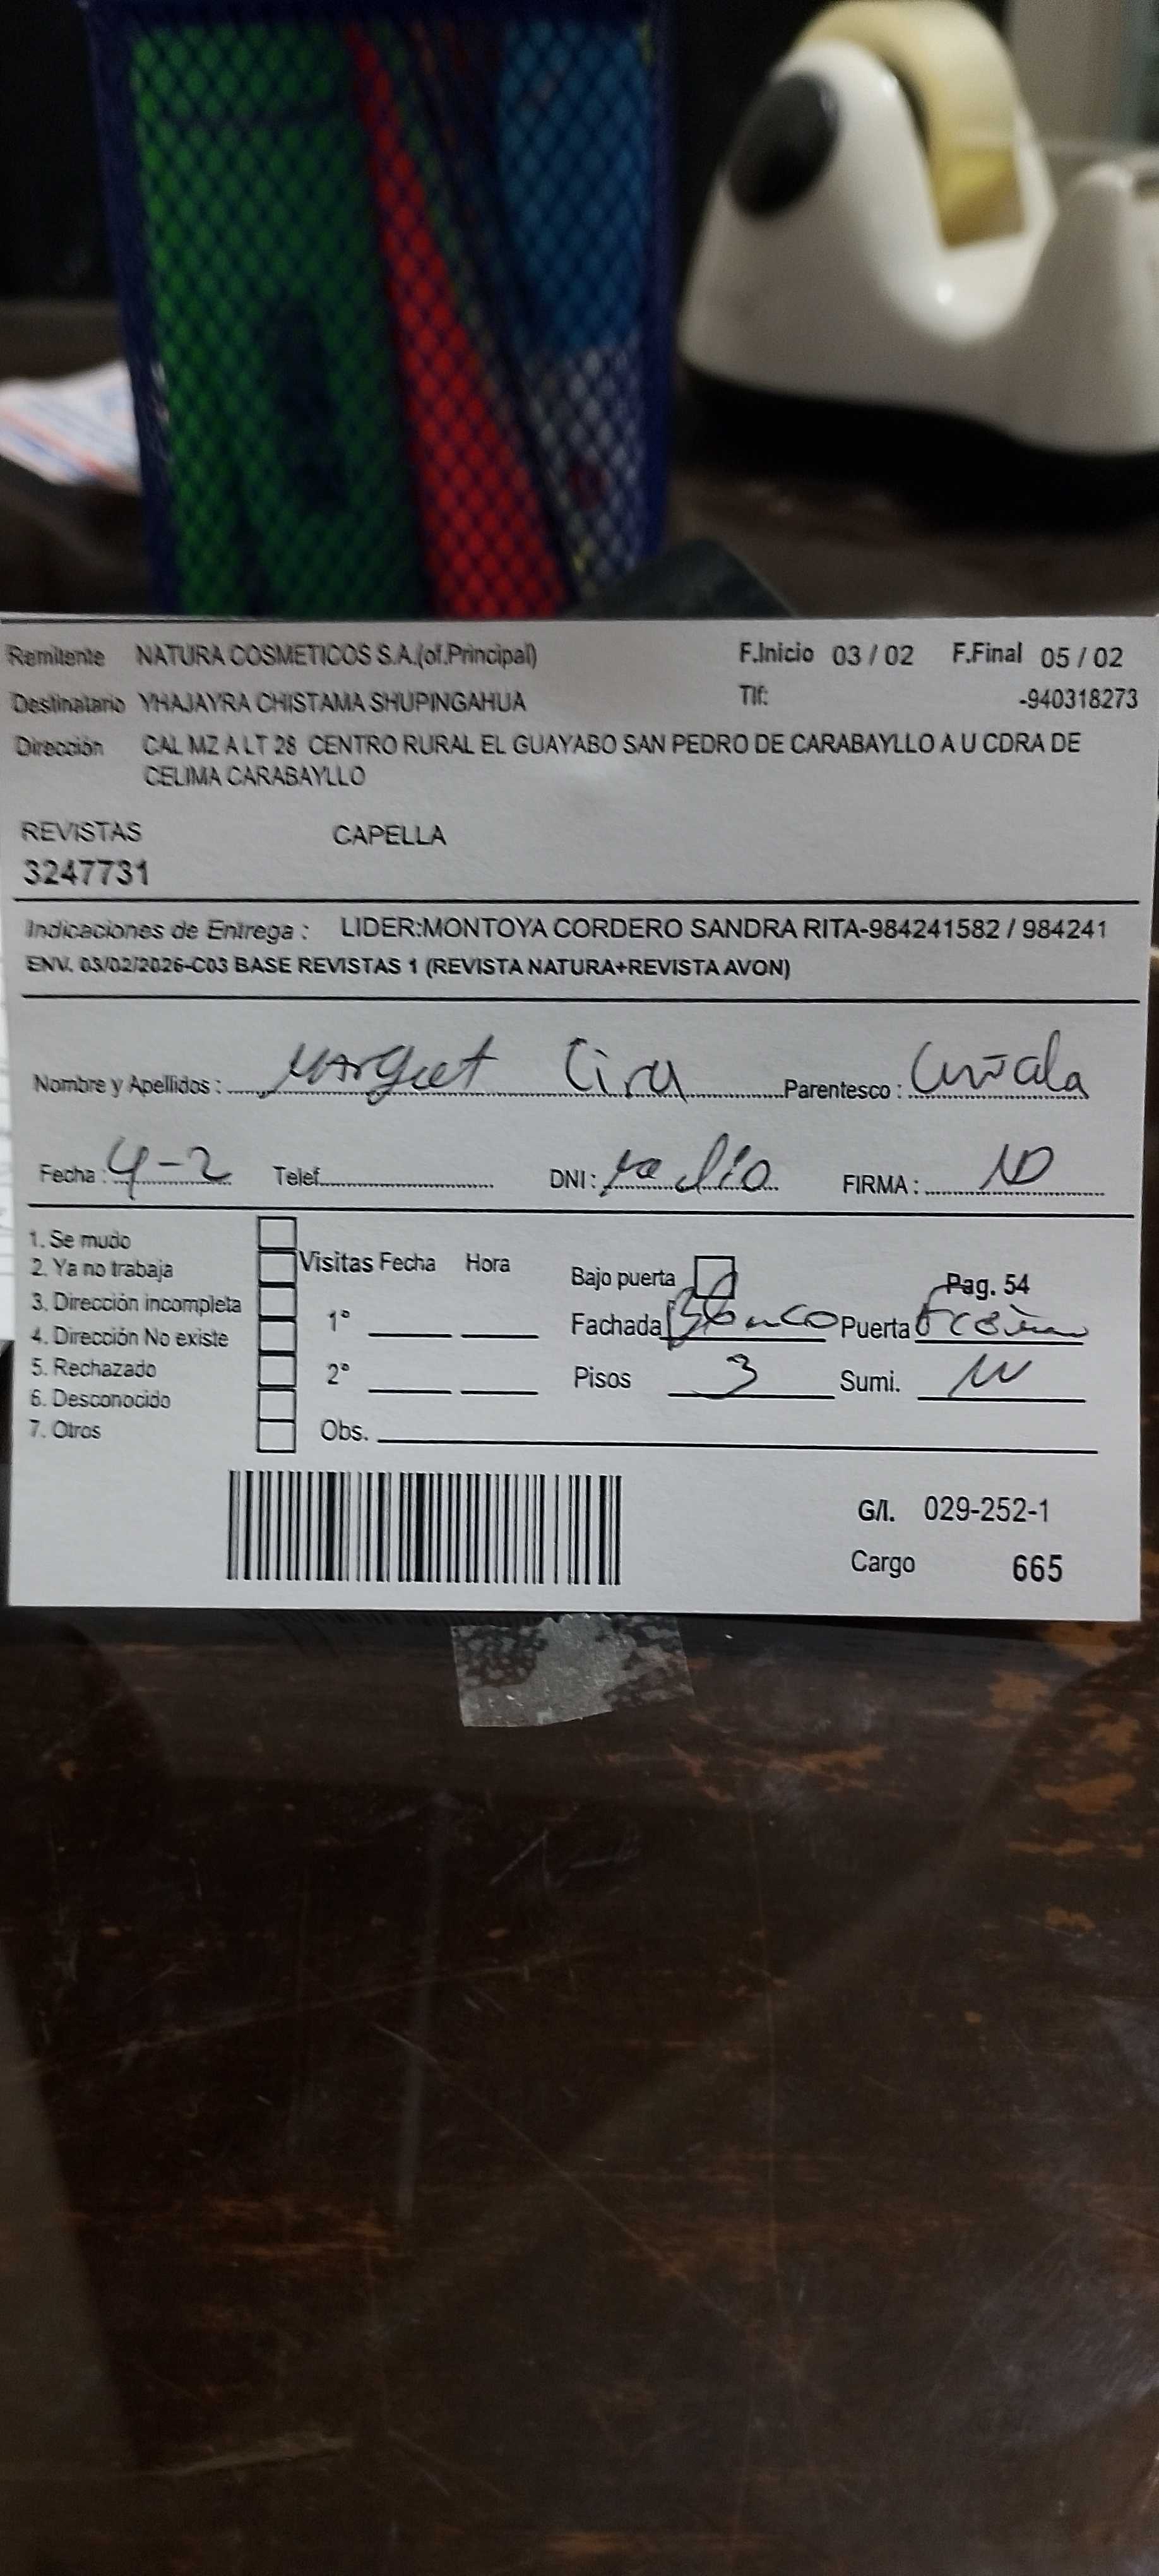 Remitente NATURA COSMETICOS S.A.(of.Principal) F.Inicio 03 / 02 F.Final 05 / 02
Destinatario YHAJAYRA CHISTAMA SHUPINGAHUA Tlf: -940318273
Dirección CAL MZ A LT 28 CENTRO RURAL EL GUAYABO SAN PEDRO DE CARABAYLLO A U CDRA DE
CELIMA CARABAYLLO
REVISTAS CAPELLA
3247731
Indicaciones de Entrega : LIDER:MONTOYA CORDERO SANDRA RITA-984241582 / 984241
ENV. 03/02/2026-C03 BASE REVISTAS 1 (REVISTA NATURA+REVISTA AVON)
Nombre y Apellidos : Parentesco : Cuñada
Fecha : 4-2 Telef. DNI : no dio FIRMA :
1. Se mudo
2. Ya no trabaja Visitas Fecha Hora Bajo puerta Pag. 54
3. Dirección incompleta 1° Fachada Blanco Puerta
4. Dirección No existe
5. Rechazado 2° Pisos 3 Sumi.
6. Desconocido
7. Otros Obs.
G/I. 029-252-1
Cargo 665